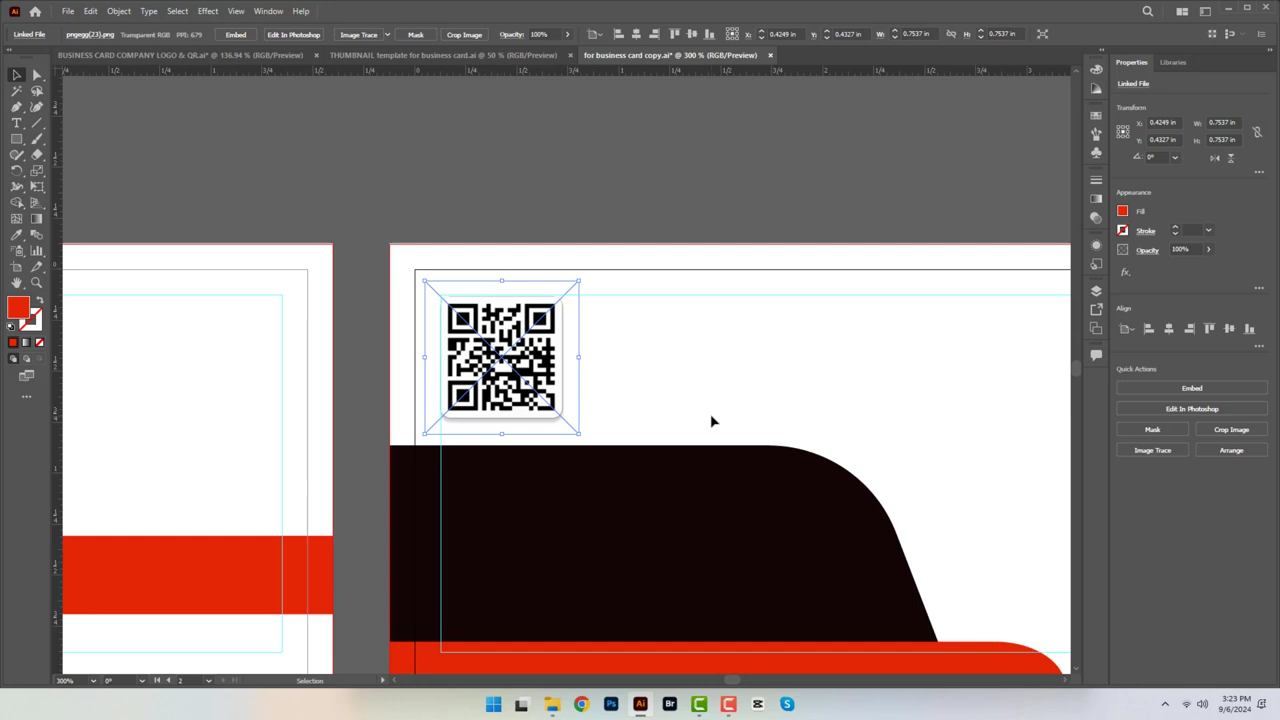 Ai File Edit Object Type Select Effect View Window Help
Linked File pngegg(23).png Transparent RGB PPI: 679 Embed Edit In Photoshop Image Trace Mask Crop Image Opacity: 100% X: 0.4249 in Y: 0.4327 in W: 0.7537 in H: 0.7537 in
BUSINESS CARD COMPANY LOGO & QR.ai* @ 136.94 % (RGB/Preview) × THUMBNAIL template for business card.ai @ 50 % (RGB/Preview) × for business card copy.ai* @ 300 % (RGB/Preview) ×
Properties Libraries
Linked File
Transform
X: 0.4249 in W: 0.7537 in
Y: 0.4327 in H: 0.7537 in
0°
Appearance
Fill
Stroke
Opacity 100%
fx.
Align
Quick Actions
Embed
Edit In Photoshop
Mask Crop Image
Image Trace Arrange
300% 0° 2 Selection
Ps Ai Br
3:23 PM
9/6/2024